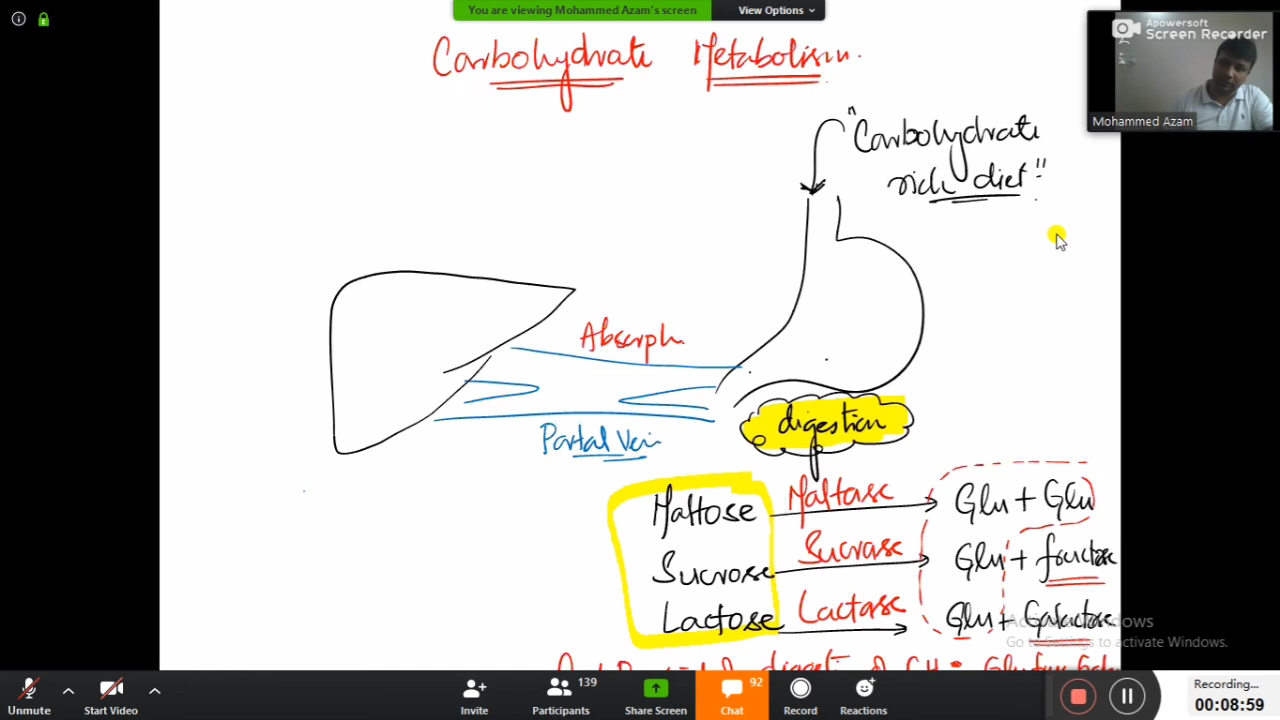 You are viewing Mohammed Azam's screen
View Options
Apowersoft
Screen Recorder
Mohammed Azam
Carbohydrate Metabolism.
"Carbohydrate
rich diet"
Absorph.
Portal Vein
digestion
Maltose Maltase Glu + Glu
Sucrose Sucrase Glu + fructose
Lactose Lactase Glu + Galactose
Activate Windows
Go to Settings to activate Windows.
digest
Unmute
Start Video
Invite
Participants
139
Share Screen
Chat
92
Record
Reactions
Recording...
00:08:59